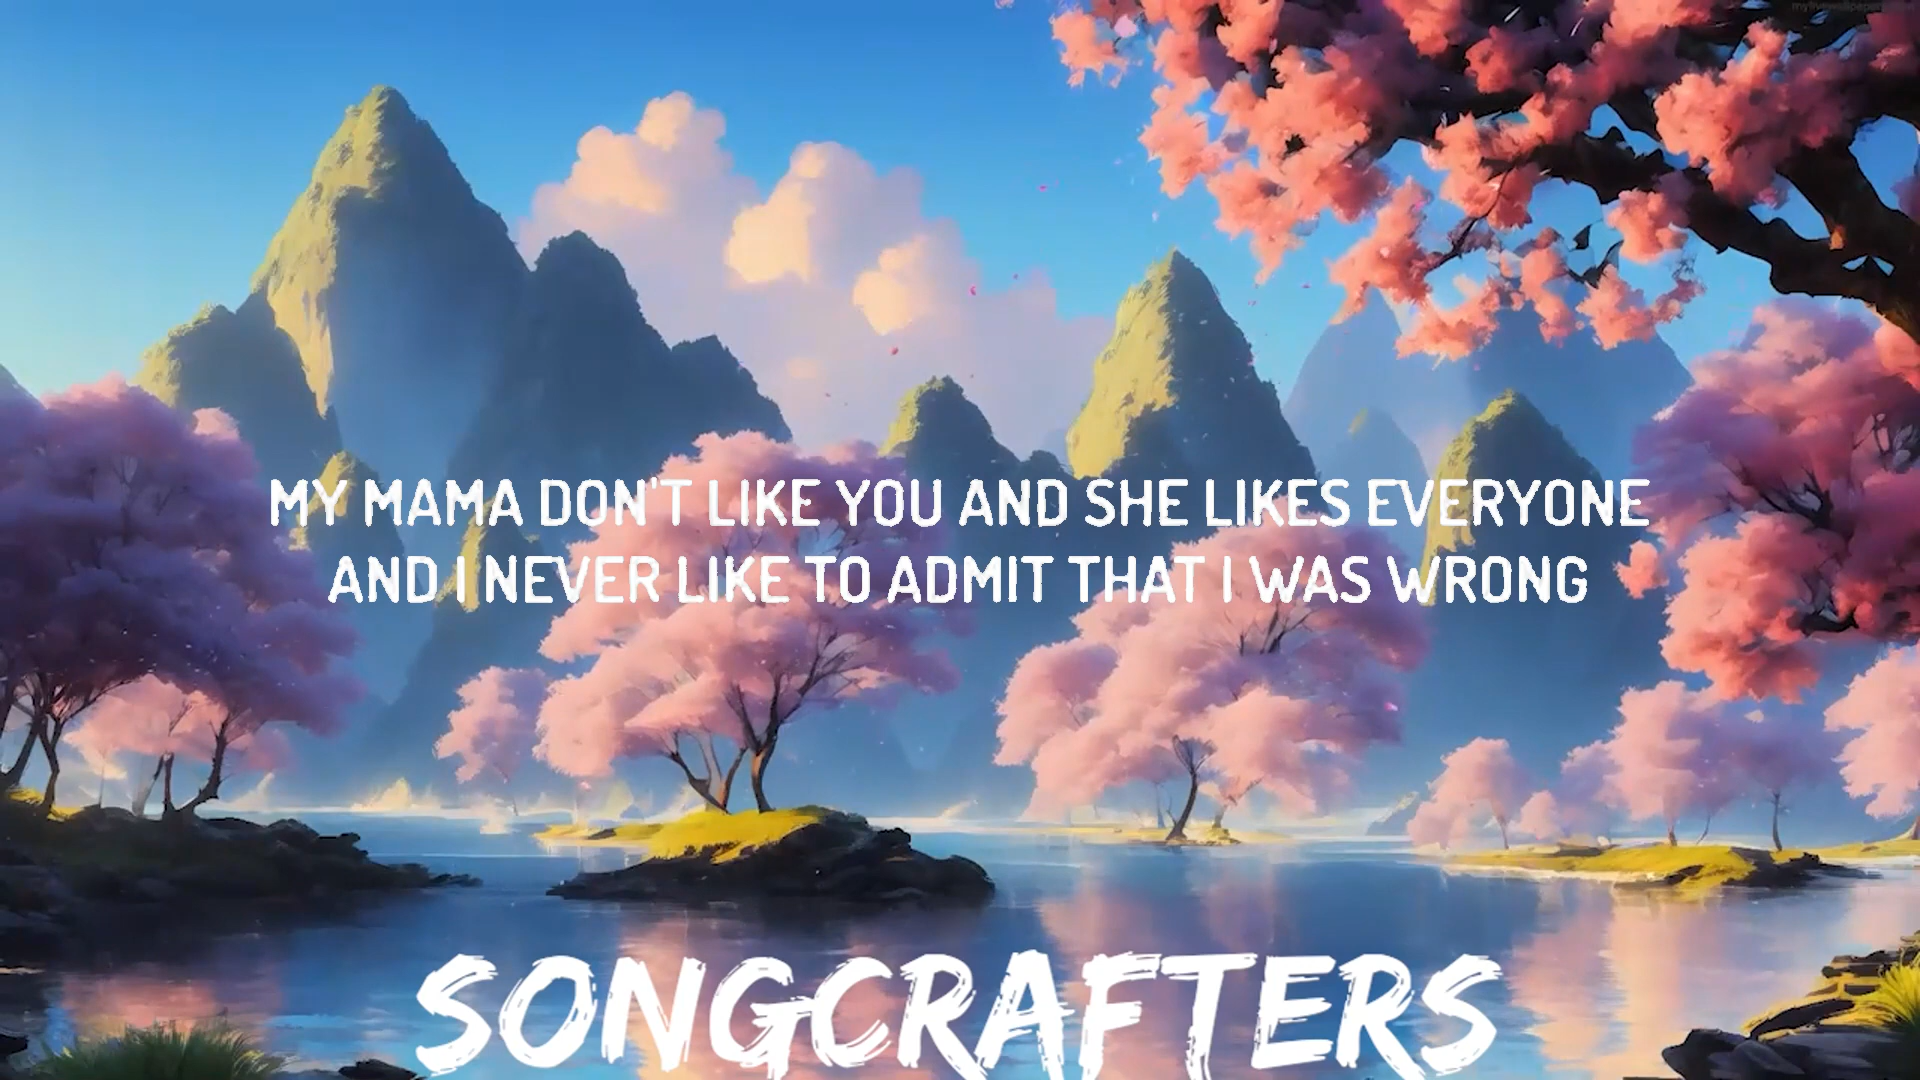 MY MAMA DON'T LIKE YOU AND SHE LIKES EVERYONE
AND I NEVER LIKE TO ADMIT THAT I WAS WRONG
SONGCRAFTERS